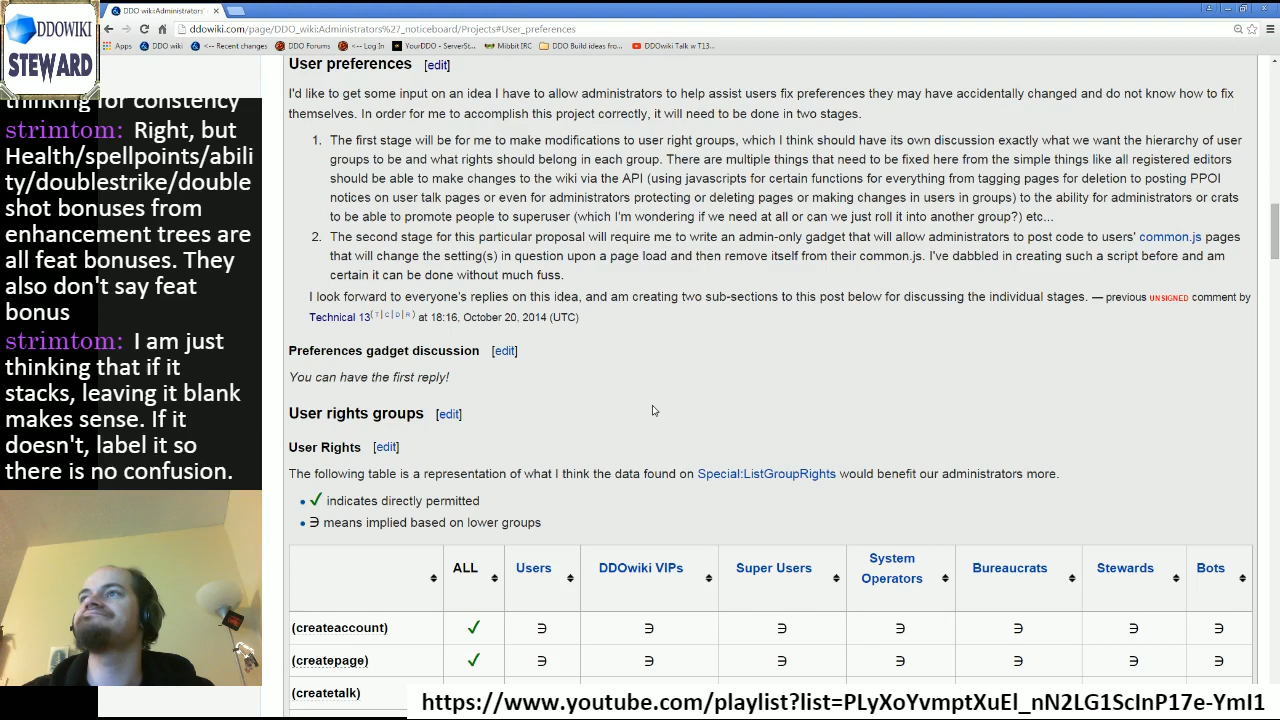 DDO wiki:Administrators'
ddowiki.com/page/DDO_wiki:Administrators%27_noticeboard/Projects#User_preferences
Apps
DDO wiki
<-- Recent changes
DDO Forums
<-- Log In
YourDDO - ServerSt...
Mibbit IRC
DDO Build ideas from...
DDOwiki Talk w T13...
DDOWIKI
STEWARD
thinking for constency
strimtom: Right, but
Health/spellpoints/abili
ty/doublestrike/double
shot bonuses from
enhancement trees are
all feat bonuses. They
also don't say feat
bonus
strimtom: I am just
thinking that if it
stacks, leaving it blank
makes sense. If it
doesn't, label it so
there is no confusion.
User preferences [edit]
I'd like to get some input on an idea I have to allow administrators to help assist users fix preferences they may have accidentally changed and do not know how to fix
themselves. In order for me to accomplish this project correctly, it will need to be done in two stages.
1. The first stage will be for me to make modifications to user right groups, which I think should have its own discussion exactly what we want the hierarchy of user
groups to be and what rights should belong in each group. There are multiple things that need to be fixed here from the simple things like all registered editors
should be able to make changes to the wiki via the API (using javascripts for certain functions for everything from tagging pages for deletion to posting PPOI
notices on user talk pages or even for administrators protecting or deleting pages or making changes in users in groups) to the ability for administrators or crats
to be able to promote people to superuser (which I'm wondering if we need at all or can we just roll it into another group?) etc...
2. The second stage for this particular proposal will require me to write an admin-only gadget that will allow administrators to post code to users' common.js pages
that will change the setting(s) in question upon a page load and then remove itself from their common.js. I've dabbled in creating such a script before and am
certain it can be done without much fuss.
I look forward to everyone's replies on this idea, and am creating two sub-sections to this post below for discussing the individual stages. — previous UNSIGNED comment by
Technical 13(T|C|D|R) at 18:16, October 20, 2014 (UTC)
Preferences gadget discussion [edit]
You can have the first reply!
User rights groups [edit]
User Rights [edit]
The following table is a representation of what I think the data found on Special:ListGroupRights would benefit our administrators more.
• ✓ indicates directly permitted
• ∋ means implied based on lower groups
ALL Users DDOwiki VIPs Super Users System Operators Bureaucrats Stewards Bots
(createaccount) ✓ ∋ ∋ ∋ ∋ ∋ ∋ ∋
(createpage) ✓ ∋ ∋ ∋ ∋ ∋ ∋ ∋
(createtalk)
https://www.youtube.com/playlist?list=PLyXoYvmptXuEl_nN2LG1ScInP17e-YmI1